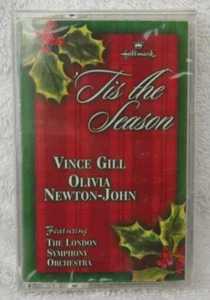 Hallmark
'Tis the
Season
VINCE GILL
OLIVIA
NEWTON-JOHN
Featuring
THE LONDON
SYMPHONY
ORCHESTRA